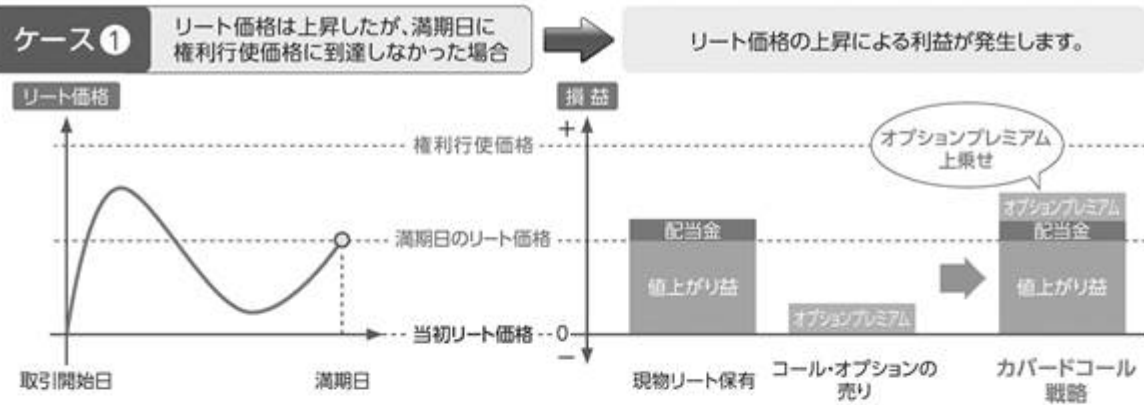 ケース❶
リート価格は上昇したが、満期日に
権利行使価格に到達しなかった場合
リート価格の上昇による利益が発生します。
リート価格
権利行使価格
満期日のリート価格
当初リート価格
取引開始日
満期日
損益
+
0
−
オプションプレミアム
上乗せ
配当金
値上がり益
オプションプレミアム
オプションプレミアム
配当金
値上がり益
現物リート保有
コール・オプションの
売り
カバードコール
戦略